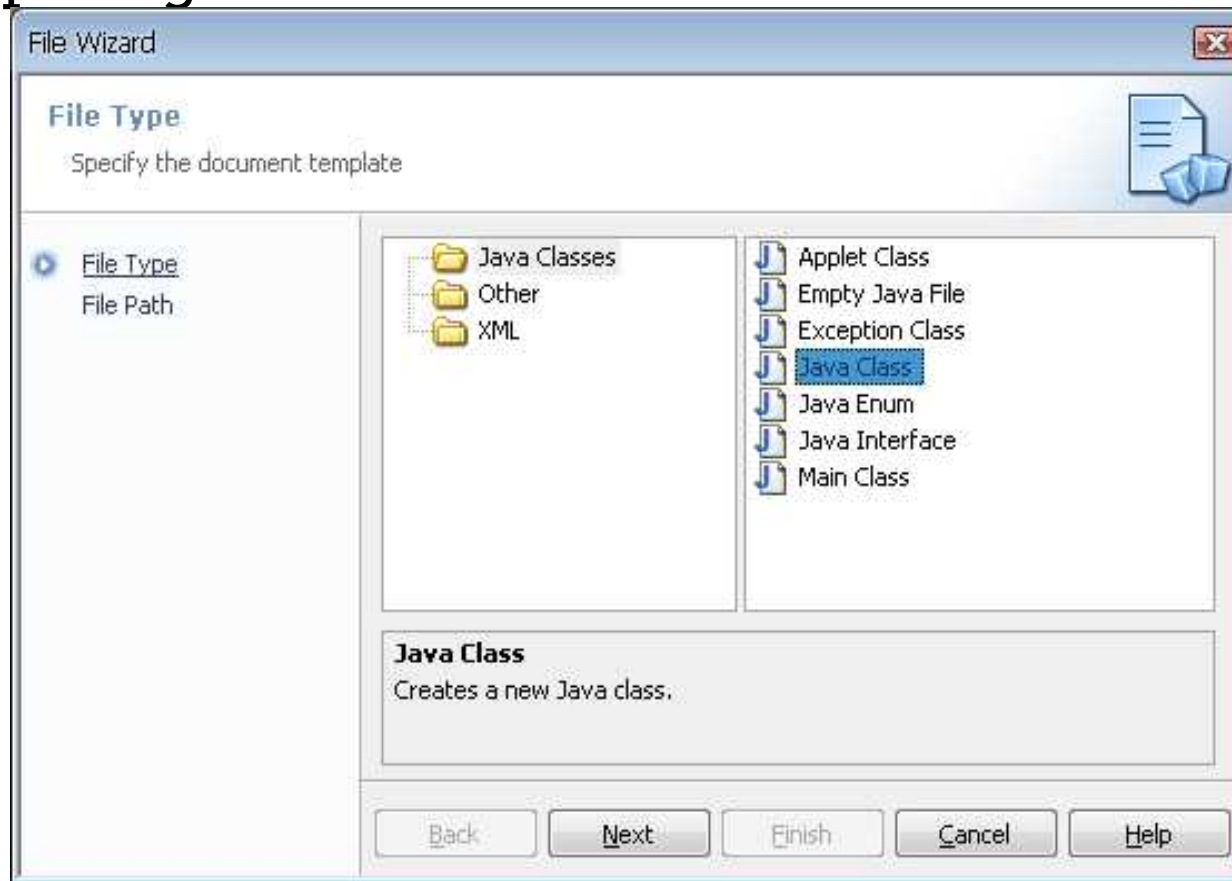 File Wizard
File Type
Specify the document template
File Type
File Path
Java Classes
Other
XML
Applet Class
Empty Java File
Exception Class
Java Class
Java Enum
Java Interface
Main Class
Java Class
Creates a new Java class.
Back
Next
Finish
Cancel
Help